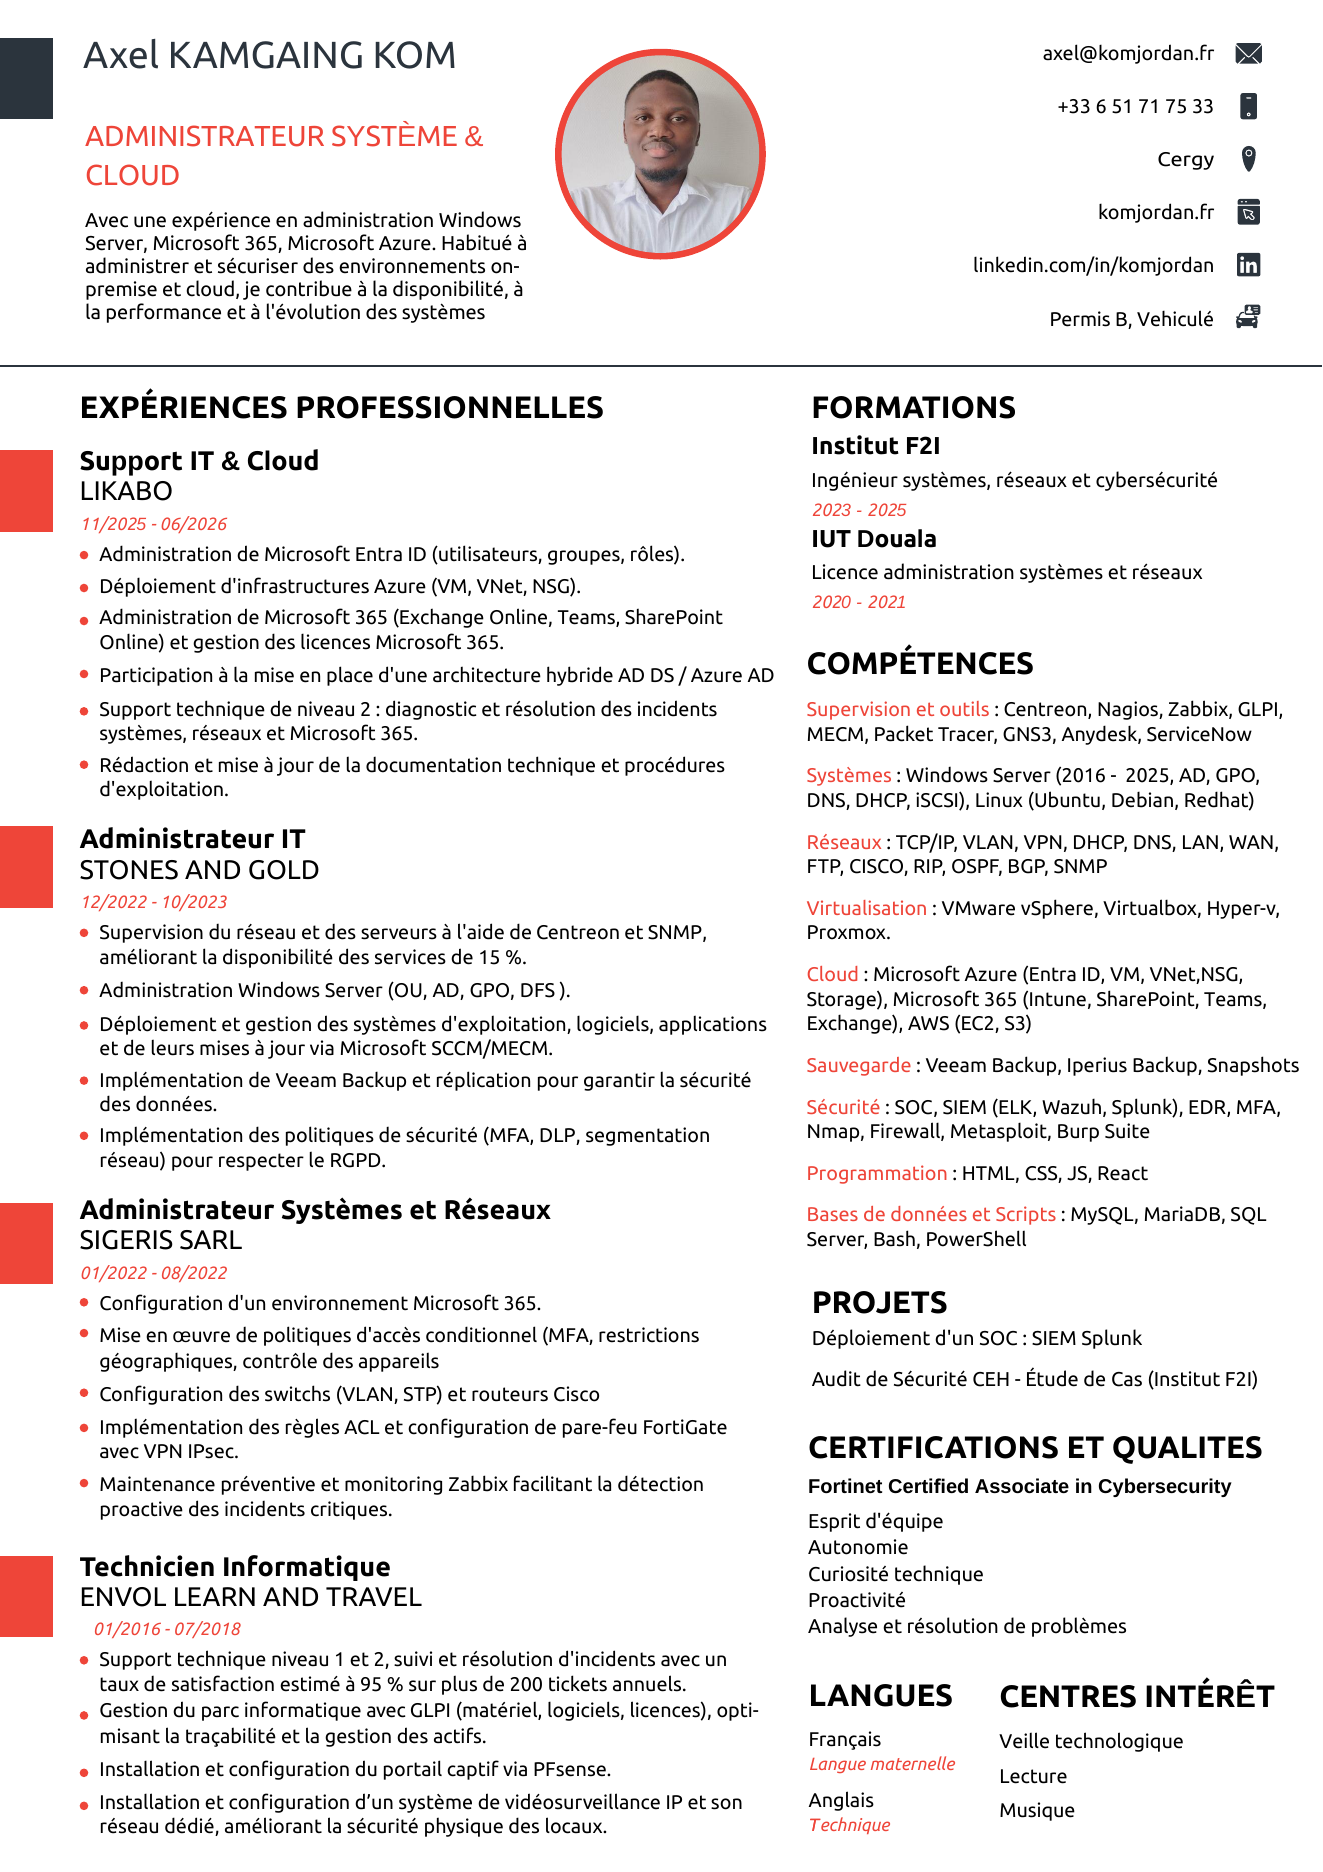 Axel KAMGAING KOM
ADMINISTRATEUR SYSTÈME &
CLOUD
Avec une expérience en administration Windows
Server, Microsoft 365, Microsoft Azure. Habitué à
administrer et sécuriser des environnements on-
premise et cloud, je contribue à la disponibilité, à
la performance et à l'évolution des systèmes
axel@komjordan.fr
+33 6 51 71 75 33
Cergy
komjordan.fr
linkedin.com/in/komjordan
Permis B, Vehiculé
EXPÉRIENCES PROFESSIONNELLES
Support IT & Cloud
LIKABO
11/2025 - 06/2026
Administration de Microsoft Entra ID (utilisateurs, groupes, rôles).
Déploiement d'infrastructures Azure (VM, VNet, NSG).
Administration de Microsoft 365 (Exchange Online, Teams, SharePoint
Online) et gestion des licences Microsoft 365.
Participation à la mise en place d'une architecture hybride AD DS / Azure AD
Support technique de niveau 2 : diagnostic et résolution des incidents
systèmes, réseaux et Microsoft 365.
Rédaction et mise à jour de la documentation technique et procédures
d'exploitation.
Administrateur IT
STONES AND GOLD
12/2022 - 10/2023
Supervision du réseau et des serveurs à l'aide de Centreon et SNMP,
améliorant la disponibilité des services de 15 %.
Administration Windows Server (OU, AD, GPO, DFS ).
Déploiement et gestion des systèmes d'exploitation, logiciels, applications
et de leurs mises à jour via Microsoft SCCM/MECM.
Implémentation de Veeam Backup et réplication pour garantir la sécurité
des données.
Implémentation des politiques de sécurité (MFA, DLP, segmentation
réseau) pour respecter le RGPD.
Administrateur Systèmes et Réseaux
SIGERIS SARL
01/2022 - 08/2022
Configuration d'un environnement Microsoft 365.
Mise en œuvre de politiques d'accès conditionnel (MFA, restrictions
géographiques, contrôle des appareils
Configuration des switchs (VLAN, STP) et routeurs Cisco
Implémentation des règles ACL et configuration de pare-feu FortiGate
avec VPN IPsec.
Maintenance préventive et monitoring Zabbix facilitant la détection
proactive des incidents critiques.
Technicien Informatique
ENVOL LEARN AND TRAVEL
01/2016 - 07/2018
Support technique niveau 1 et 2, suivi et résolution d'incidents avec un
taux de satisfaction estimé à 95 % sur plus de 200 tickets annuels.
Gestion du parc informatique avec GLPI (matériel, logiciels, licences), opti-
misant la traçabilité et la gestion des actifs.
Installation et configuration du portail captif via PFsense.
Installation et configuration d’un système de vidéosurveillance IP et son
réseau dédié, améliorant la sécurité physique des locaux.
FORMATIONS
Institut F2I
Ingénieur systèmes, réseaux et cybersécurité
2023 - 2025
IUT Douala
Licence administration systèmes et réseaux
2020 - 2021
COMPÉTENCES
Supervision et outils : Centreon, Nagios, Zabbix, GLPI,
MECM, Packet Tracer, GNS3, Anydesk, ServiceNow
Systèmes : Windows Server (2016 - 2025, AD, GPO,
DNS, DHCP, iSCSI), Linux (Ubuntu, Debian, Redhat)
Réseaux : TCP/IP, VLAN, VPN, DHCP, DNS, LAN, WAN,
FTP, CISCO, RIP, OSPF, BGP, SNMP
Virtualisation : VMware vSphere, Virtualbox, Hyper-v,
Proxmox.
Cloud : Microsoft Azure (Entra ID, VM, VNet,NSG,
Storage), Microsoft 365 (Intune, SharePoint, Teams,
Exchange), AWS (EC2, S3)
Sauvegarde : Veeam Backup, Iperius Backup, Snapshots
Sécurité : SOC, SIEM (ELK, Wazuh, Splunk), EDR, MFA,
Nmap, Firewall, Metasploit, Burp Suite
Programmation : HTML, CSS, JS, React
Bases de données et Scripts : MySQL, MariaDB, SQL
Server, Bash, PowerShell
PROJETS
Déploiement d'un SOC : SIEM Splunk
Audit de Sécurité CEH - Étude de Cas (Institut F2I)
CERTIFICATIONS ET QUALITES
Fortinet Certified Associate in Cybersecurity
Esprit d'équipe
Autonomie
Curiosité technique
Proactivité
Analyse et résolution de problèmes
LANGUES
Français
Langue maternelle
Anglais
Technique
CENTRES INTÉRÊT
Veille technologique
Lecture
Musique